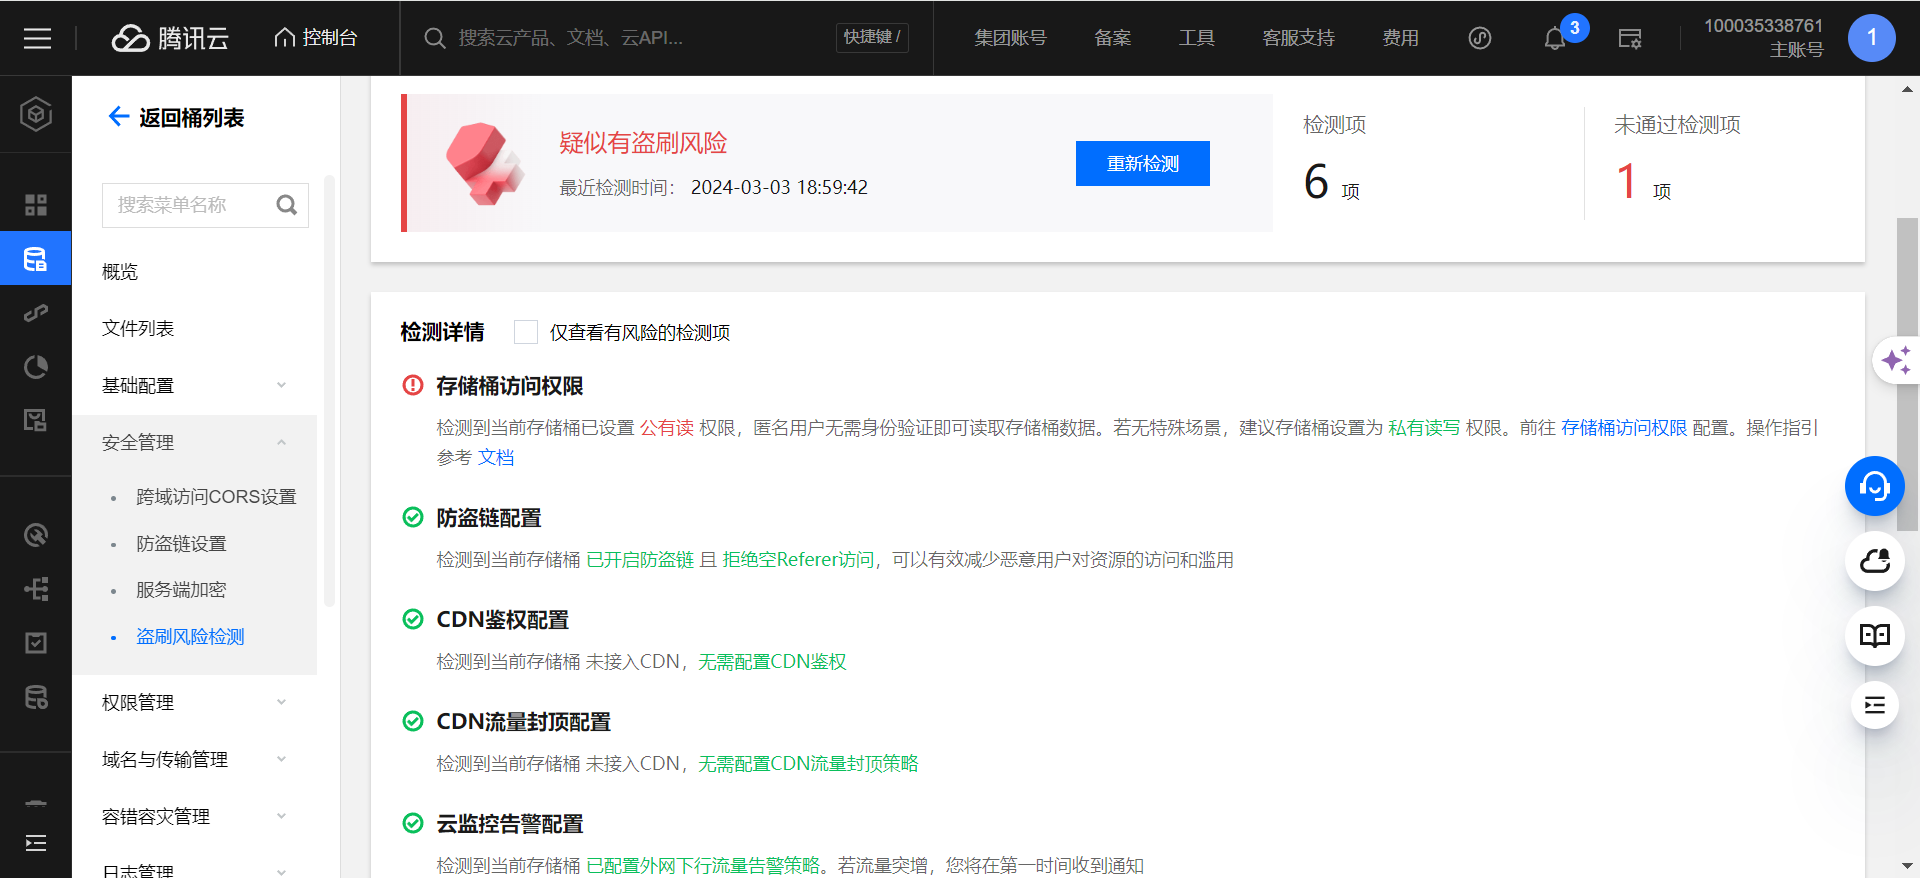 腾讯云
控制台
搜索云产品、文档、云API...
快捷键 /
集团账号
备案
工具
客服支持
费用
3
100035338761
主账号
1
返回桶列表
搜索菜单名称
概览
文件列表
基础配置
安全管理
跨域访问CORS设置
防盗链设置
服务端加密
盗刷风险检测
权限管理
域名与传输管理
容错容灾管理
日志管理
疑似有盗刷风险
最近检测时间： 2024-03-03 18:59:42
重新检测
检测项
6 项
未通过检测项
1 项
检测详情
仅查看有风险的检测项
存储桶访问权限
检测到当前存储桶已设置 公有读 权限，匿名用户无需身份验证即可读取存储桶数据。若无特殊场景，建议存储桶设置为 私有读写 权限。前往 存储桶访问权限 配置。操作指引
参考 文档
防盗链配置
检测到当前存储桶 已开启防盗链 且 拒绝空Referer访问，可以有效减少恶意用户对资源的访问和滥用
CDN鉴权配置
检测到当前存储桶 未接入CDN，无需配置CDN鉴权
CDN流量封顶配置
检测到当前存储桶 未接入CDN，无需配置CDN流量封顶策略
云监控告警配置
检测到当前存储桶 已配置外网下行流量告警策略。若流量突增，您将在第一时间收到通知